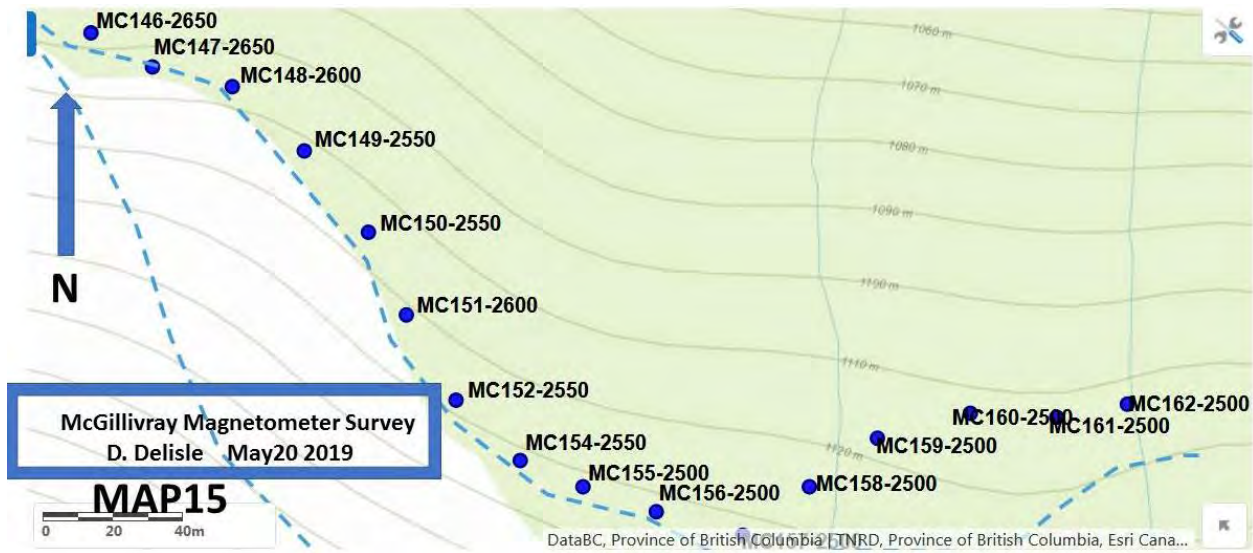 MC146-2650
MC147-2650
MC148-2600
MC149-2550
MC150-2550
MC151-2600
MC152-2550
MC154-2550
MC155-2500
MC156-2500
MC158-2500
MC159-2500
MC160-2500
MC161-2500
MC162-2500
1060 m
1070 m
1080 m
1090 m
1100 m
1110 m
1120 m
N
McGillivray Magnetometer Survey
D. Delisle May20 2019
MAP15
0 20 40m
DataBC, Province of British Columbia | TNRD, Province of British Columbia, Esri Cana...